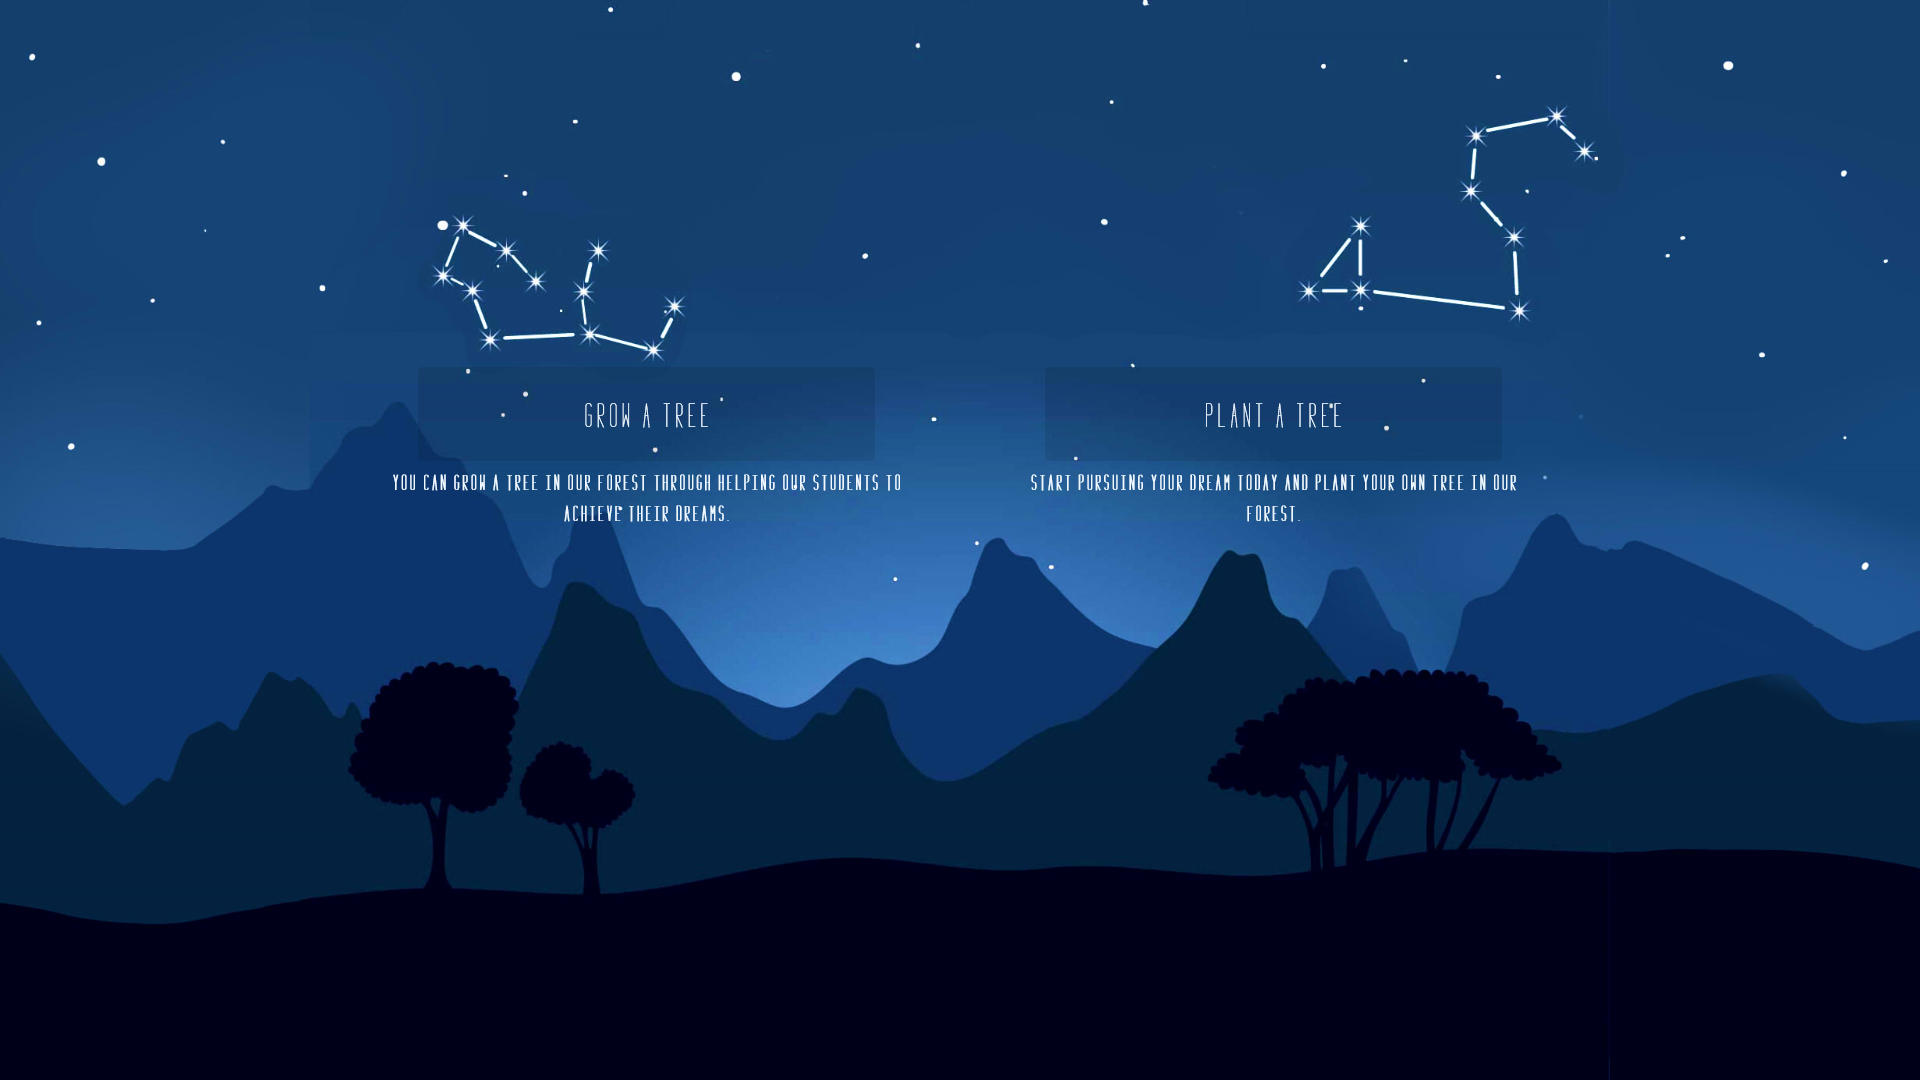 GROW A TREE
YOU CAN GROW A TREE IN OUR FOREST THROUGH HELPING OUR STUDENTS TO
ACHIEVE THEIR DREAMS.
PLANT A TREE
START PURSUING YOUR DREAM TODAY AND PLANT YOUR OWN TREE IN OUR
FOREST.